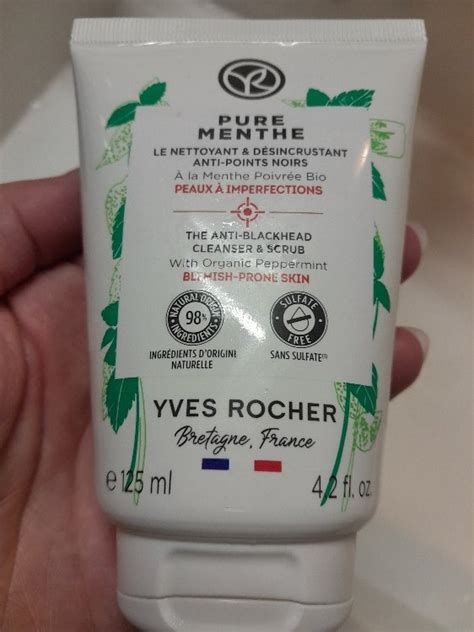 YR
PURE
MENTHE
LE NETTOYANT & DÉSINCRUSTANT
ANTI-POINTS NOIRS
À la Menthe Poivrée Bio
PEAUX À IMPERFECTIONS
THE ANTI-BLACKHEAD
CLEANSER & SCRUB
With Organic Peppermint
BLEMISH-PRONE SKIN
NATURAL ORIGIN
98%
INGREDIENTS
SULFATE
FREE
INGRÉDIENTS D'ORIGINE
NATURELLE
SANS SULFATE(1)
YVES ROCHER
Bretagne, France
e 125 ml 4,2 fl. oz.